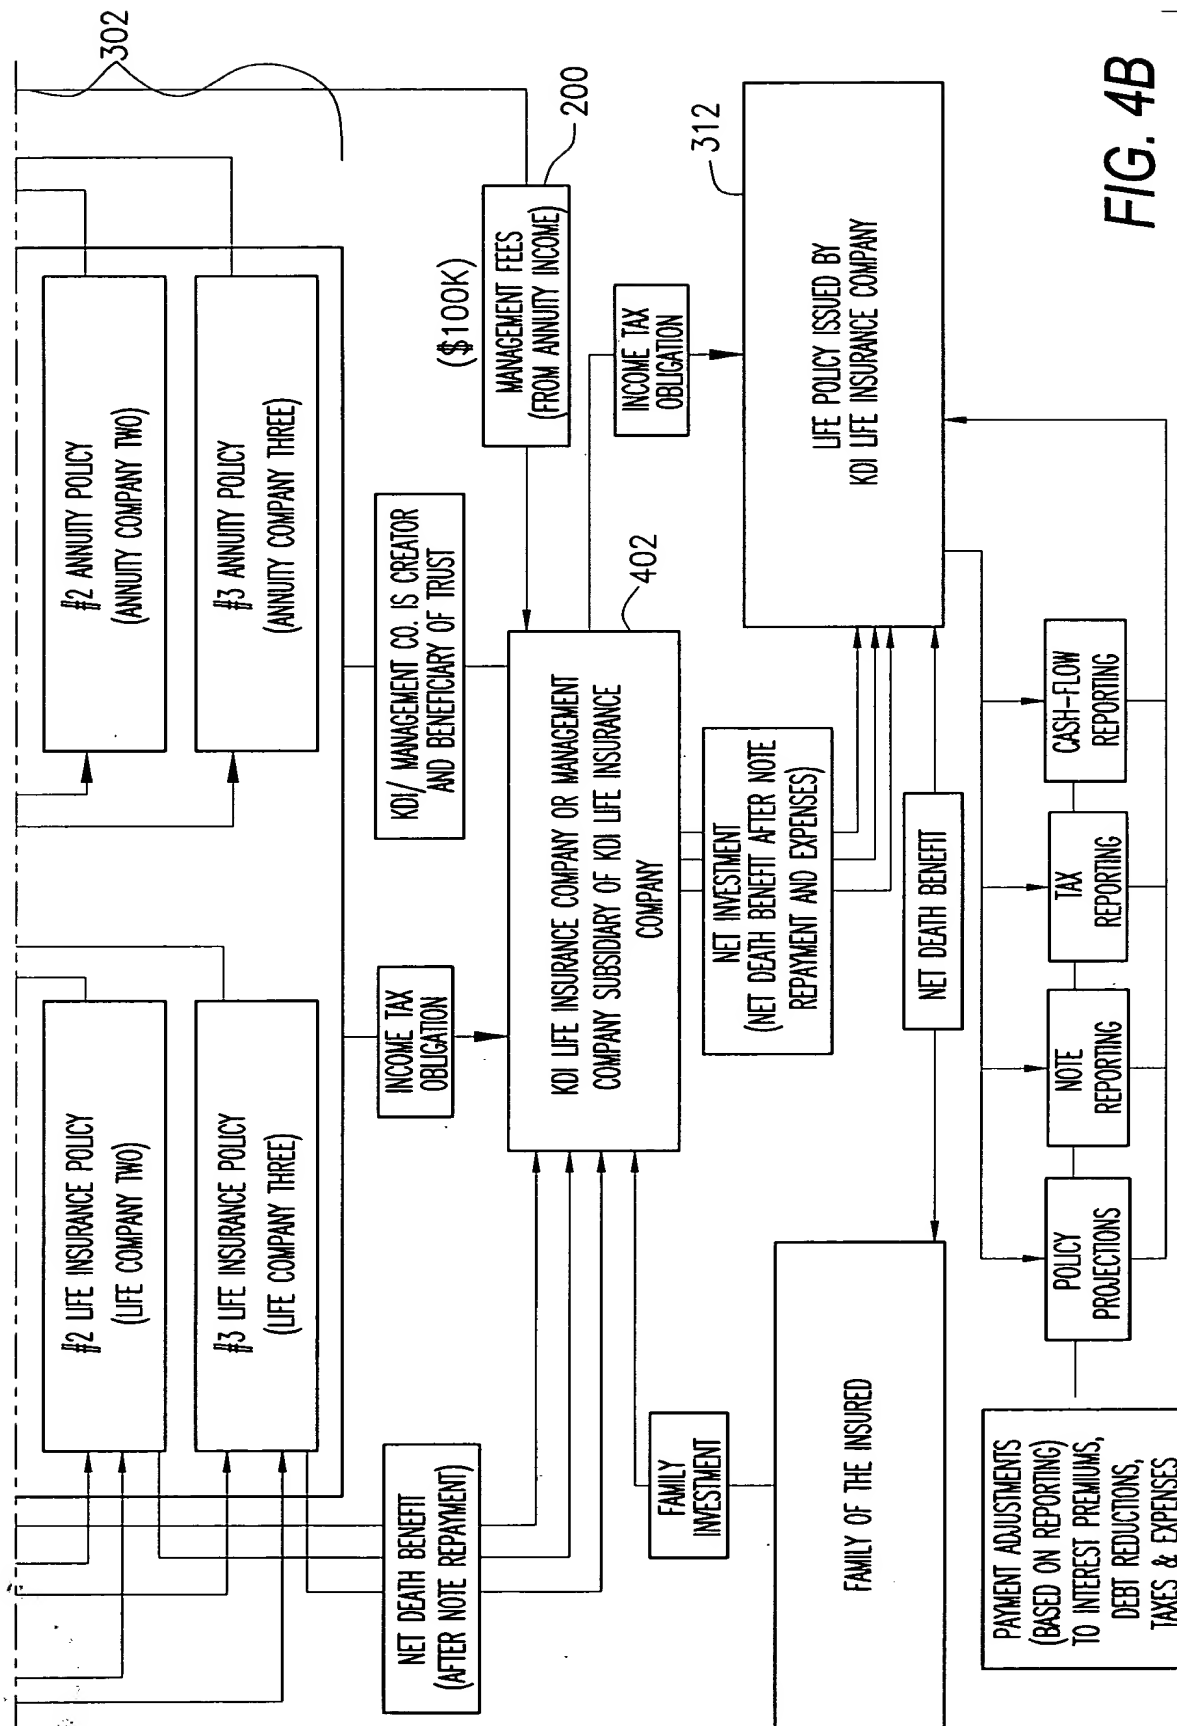 302
#2 LIFE INSURANCE POLICY
(LIFE COMPANY TWO)
#2 ANNUITY POLICY
(ANNUITY COMPANY TWO)
#3 LIFE INSURANCE POLICY
(LIFE COMPANY THREE)
#3 ANNUITY POLICY
(ANNUITY COMPANY THREE)
NET DEATH BENEFIT
(AFTER NOTE REPAYMENT)
INCOME TAX
OBLIGATION
KDI/ MANAGEMENT CO. IS CREATOR
AND BENEFICIARY OF TRUST
($100K)
MANAGEMENT FEES
(FROM ANNUITY INCOME)
200
KDI LIFE INSURANCE COMPANY OR MANAGEMENT
COMPANY SUBSIDIARY OF KDI LIFE INSURANCE
COMPANY
402
INCOME TAX
OBLIGATION
FAMILY
INVESTMENT
NET INVESTMENT
(NET DEATH BENEFIT AFTER NOTE
REPAYMENT AND EXPENSES)
312
FAMILY OF THE INSURED
NET DEATH BENEFIT
LIFE POLICY ISSUED BY
KDI LIFE INSURANCE COMPANY
PAYMENT ADJUSTMENTS
(BASED ON REPORTING)
TO INTEREST PREMIUMS,
DEBT REDUCTIONS,
TAXES & EXPENSES
POLICY
PROJECTIONS
NOTE
REPORTING
TAX
REPORTING
CASH-FLOW
REPORTING
FIG. 4B